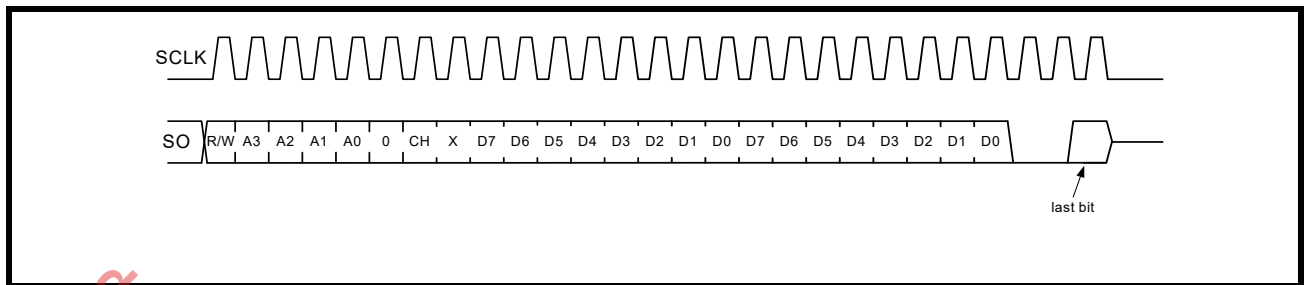 SCLK
SO R/W A3 A2 A1 A0 0 CH X D7 D6 D5 D4 D3 D2 D1 D0 D7 D6 D5 D4 D3 D2 D1 D0
last bit